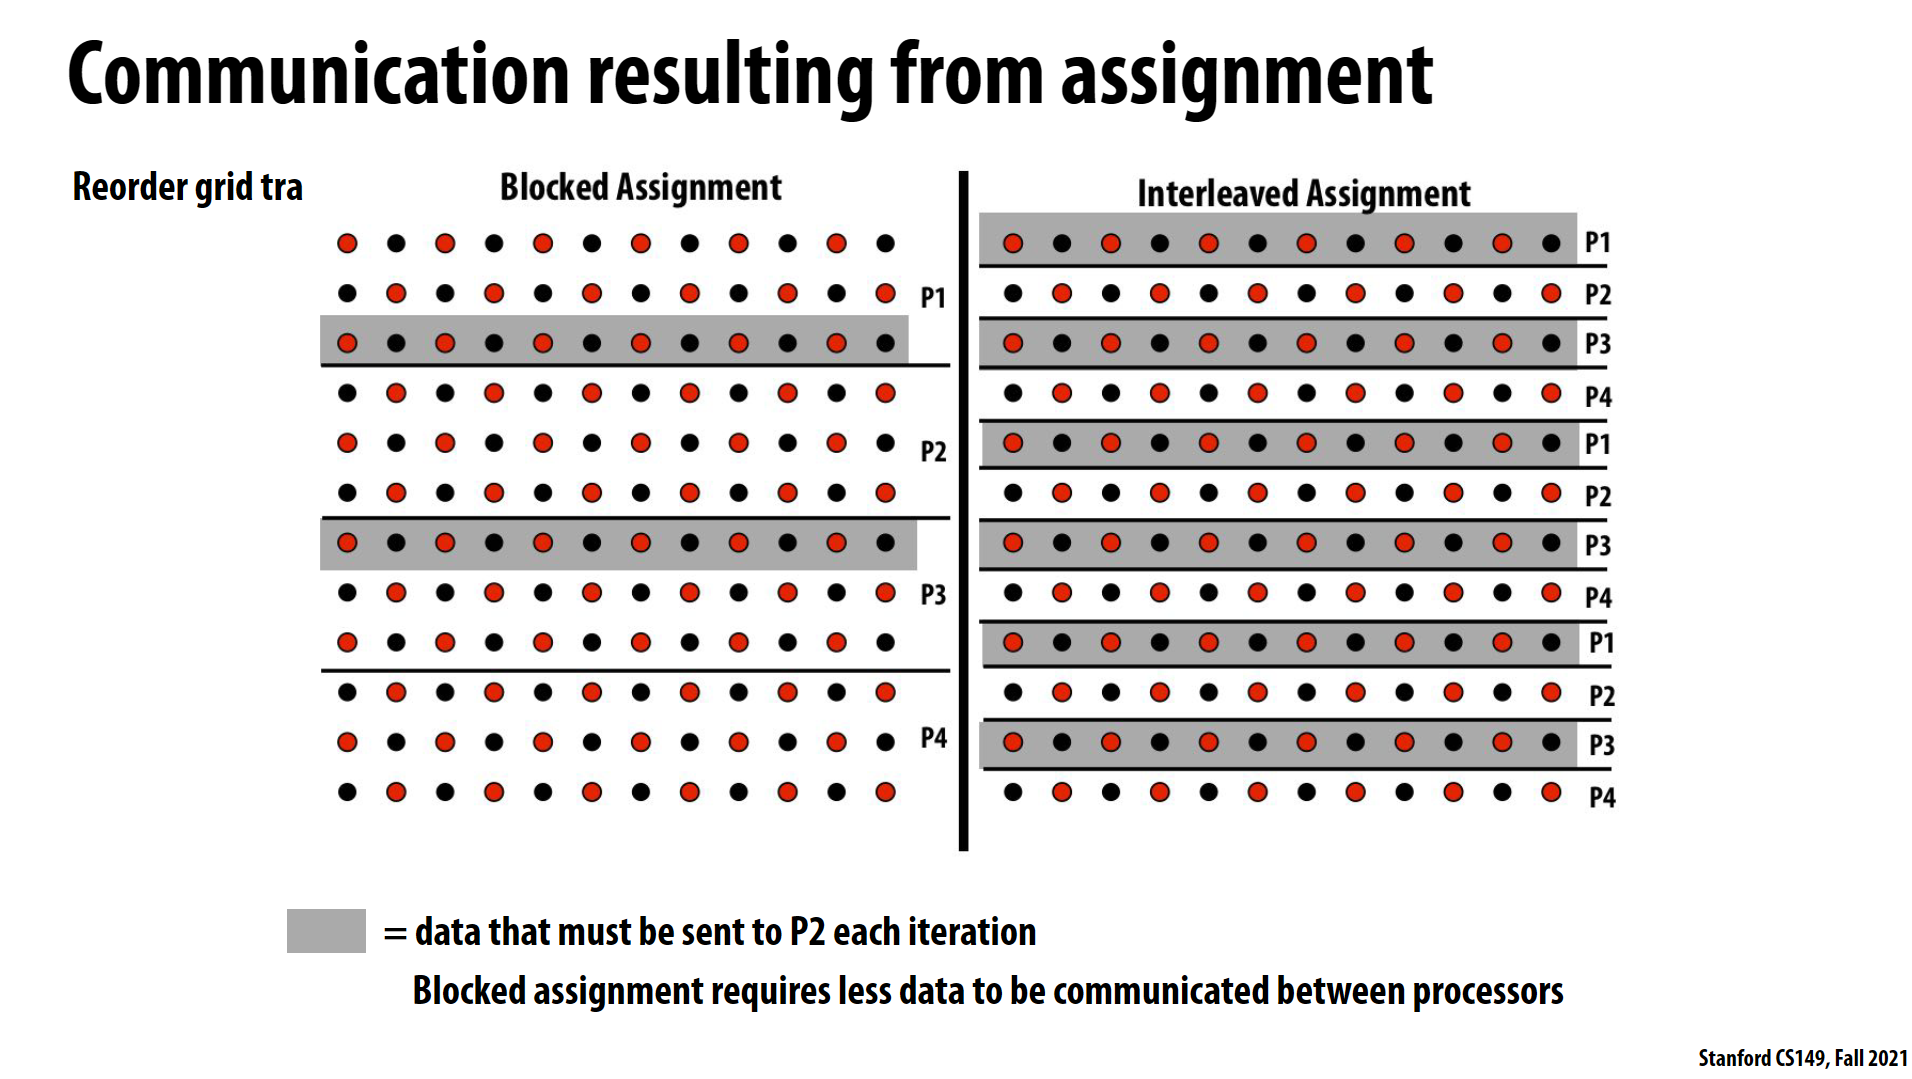 Communication resulting from assignment
Reorder grid tra
Blocked Assignment
P1
P2
P3
P4
Interleaved Assignment
P1
P2
P3
P4
P1
P2
P3
P4
P1
P2
P3
P4
= data that must be sent to P2 each iteration
Blocked assignment requires less data to be communicated between processors
Stanford CS149, Fall 2021